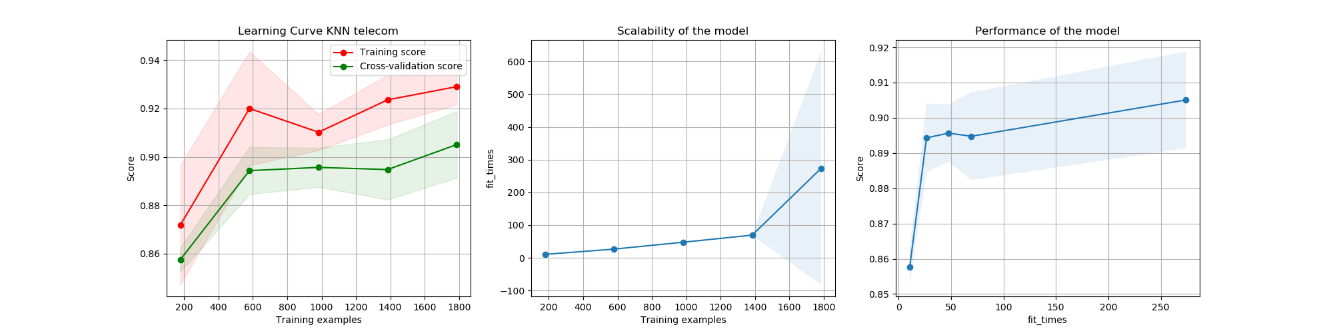 Learning Curve KNN telecom
Training score
Cross-validation score
0.94
0.92
0.90
0.88
0.86
Score
200 400 600 800 1000 1200 1400 1600 1800
Training examples
Scalability of the model
600
500
400
300
200
100
0
−100
fit_times
200 400 600 800 1000 1200 1400 1600 1800
Training examples
Performance of the model
0.92
0.91
0.90
0.89
0.88
0.87
0.86
0.85
Score
0 50 100 150 200 250
fit_times